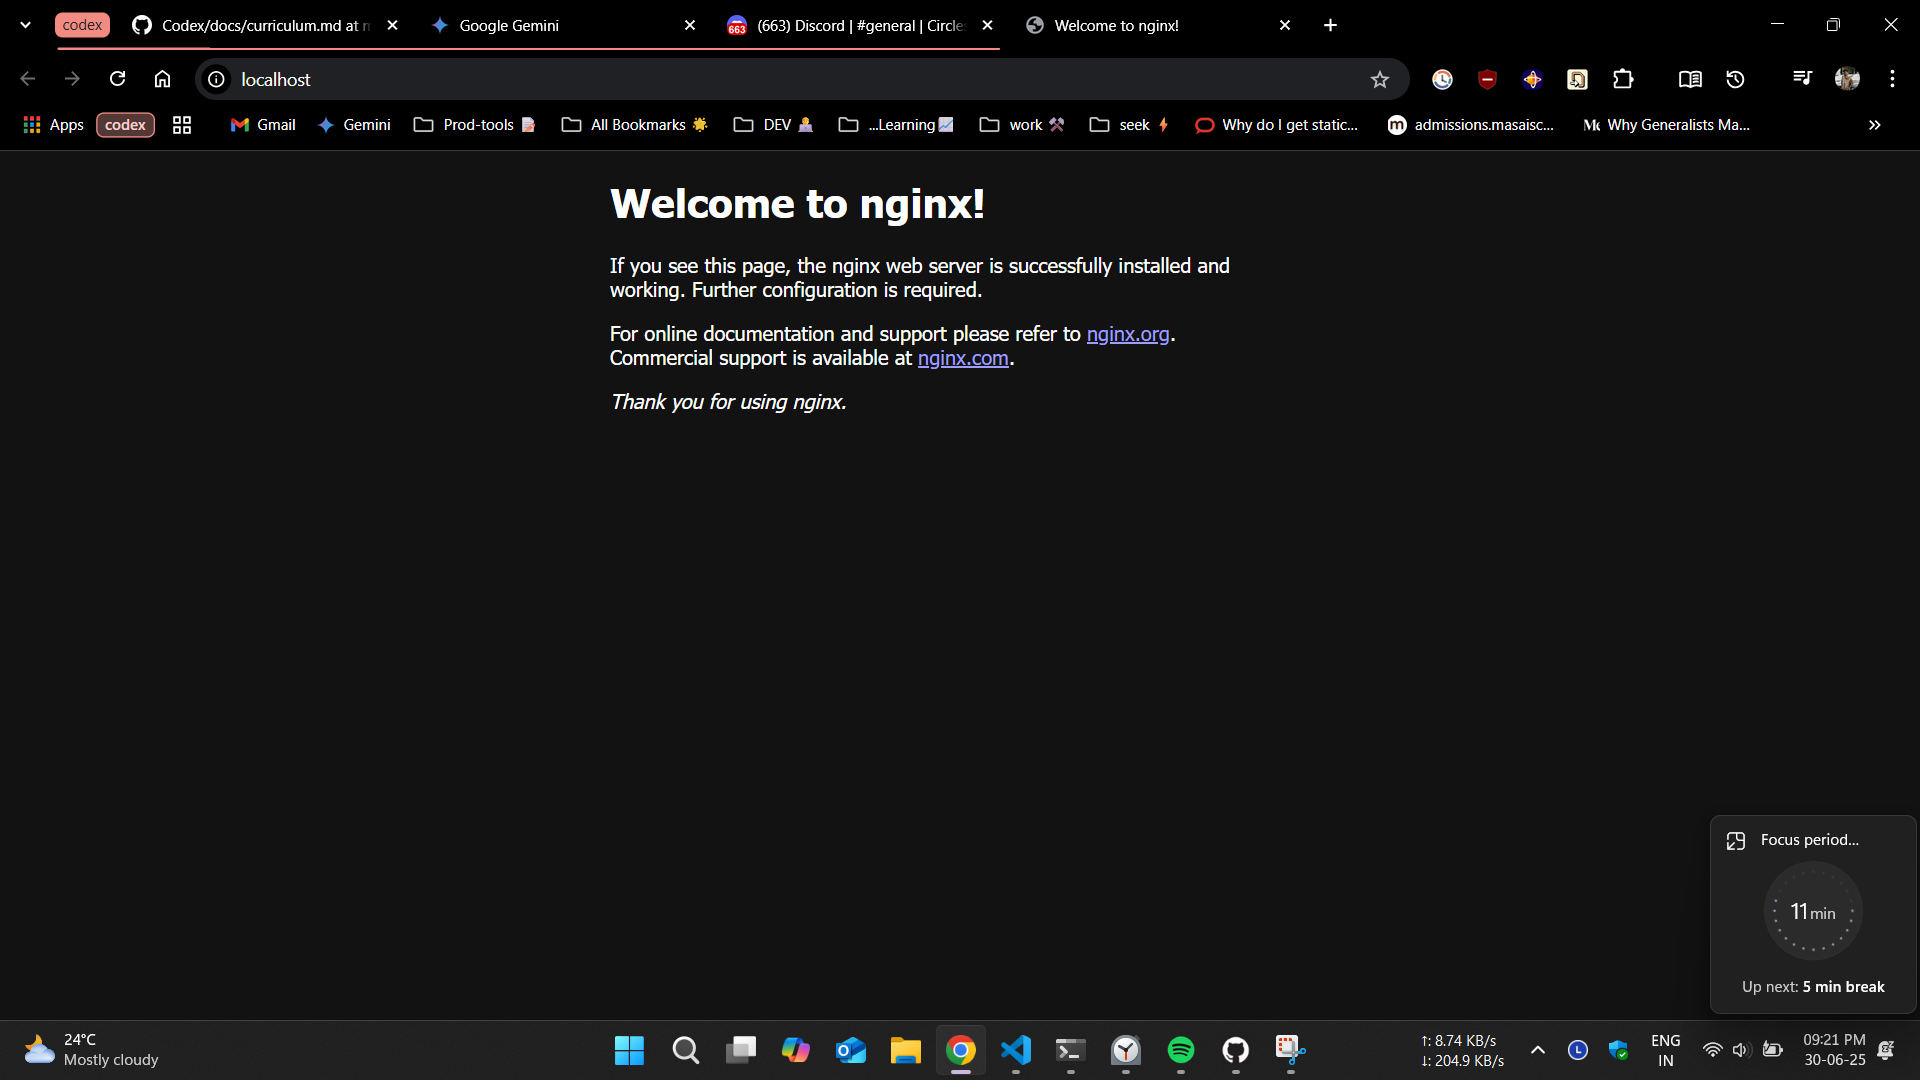 codex
Codex/docs/curriculum.md at m
Google Gemini
663
(663) Discord | #general | Circle
Welcome to nginx!
localhost
Apps
codex
Gmail
Gemini
Prod-tools
All Bookmarks
DEV
...Learning
work
seek
Why do I get static...
admissions.masaisc...
Why Generalists Ma...
Welcome to nginx!
If you see this page, the nginx web server is successfully installed and
working. Further configuration is required.
For online documentation and support please refer to nginx.org.
Commercial support is available at nginx.com.
Thank you for using nginx.
Focus period...
11 min
Up next: 5 min break
24°C
Mostly cloudy
↑: 8.74 KB/s
↓: 204.9 KB/s
ENG
IN
09:21 PM
30-06-25